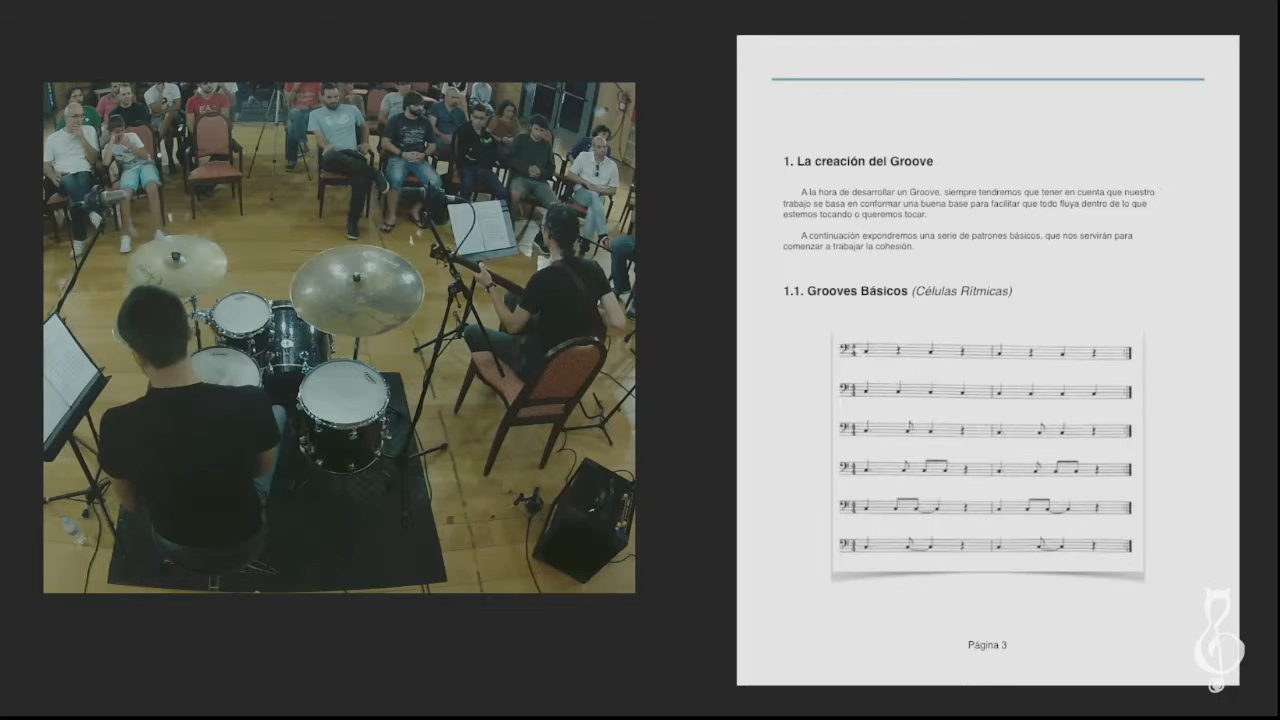 1. La creación del Groove
A la hora de desarrollar un Groove, siempre tendremos que tener en cuenta que nuestro
trabajo se basa en conformar una buena base para facilitar que todo fluya dentro de lo que
estemos tocando o queremos tocar.
A continuación expondremos una serie de patrones básicos, que nos servirán para
comenzar a trabajar la cohesión.
1.1. Grooves Básicos (Células Rítmicas)
Página 3